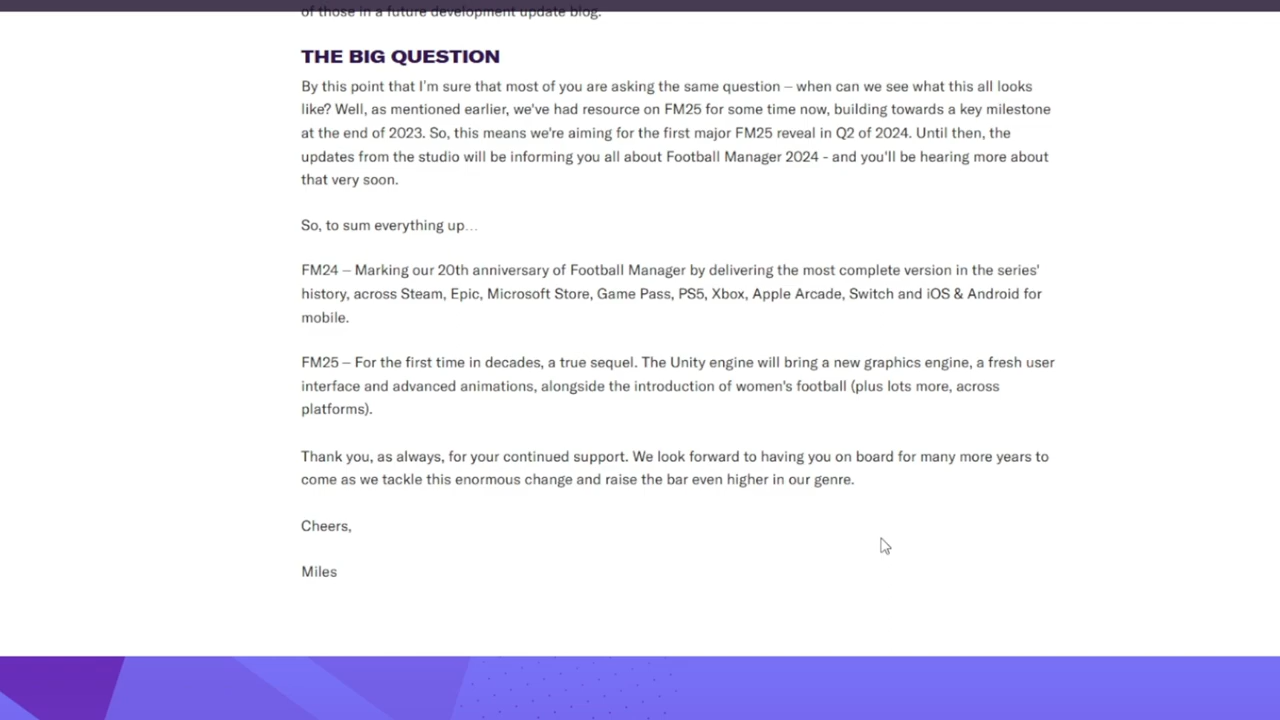 of those in a future development update blog.
THE BIG QUESTION
By this point that I'm sure that most of you are asking the same question – when can we see what this all looks
like? Well, as mentioned earlier, we've had resource on FM25 for some time now, building towards a key milestone
at the end of 2023. So, this means we're aiming for the first major FM25 reveal in Q2 of 2024. Until then, the
updates from the studio will be informing you all about Football Manager 2024 - and you'll be hearing more about
that very soon.
So, to sum everything up…
FM24 – Marking our 20th anniversary of Football Manager by delivering the most complete version in the series'
history, across Steam, Epic, Microsoft Store, Game Pass, PS5, Xbox, Apple Arcade, Switch and iOS & Android for
mobile.
FM25 – For the first time in decades, a true sequel. The Unity engine will bring a new graphics engine, a fresh user
interface and advanced animations, alongside the introduction of women's football (plus lots more, across
platforms).
Thank you, as always, for your continued support. We look forward to having you on board for many more years to
come as we tackle this enormous change and raise the bar even higher in our genre.
Cheers,
Miles